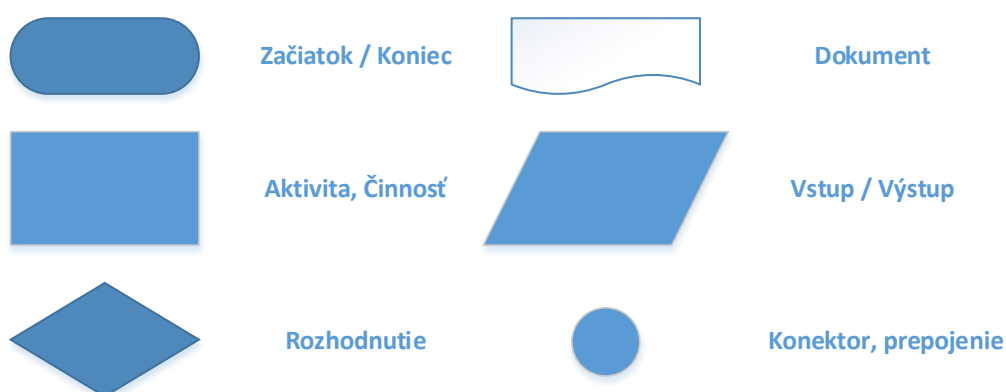 Začiatok / Koniec
Dokument
Aktivita, Činnosť
Vstup / Výstup
Rozhodnutie
Konektor, prepojenie